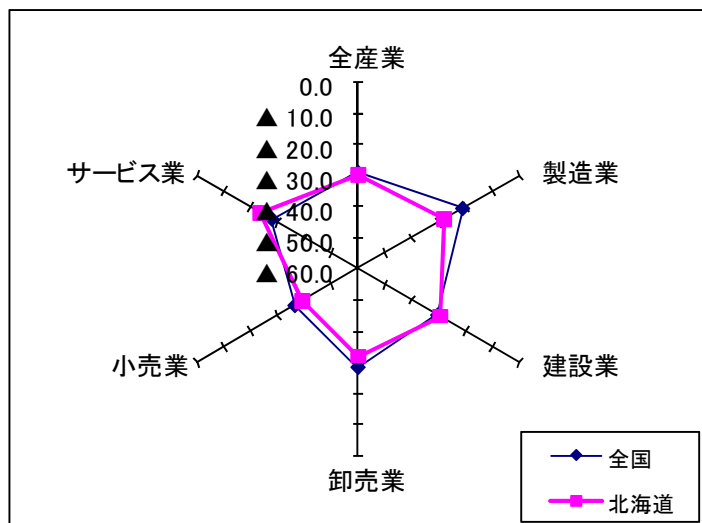 全産業
0.0
▲ 10.0
▲ 20.0
▲ 30.0
▲ 40.0
▲ 50.0
▲ 60.0
サービス業
製造業
小売業
建設業
卸売業
全国
北海道